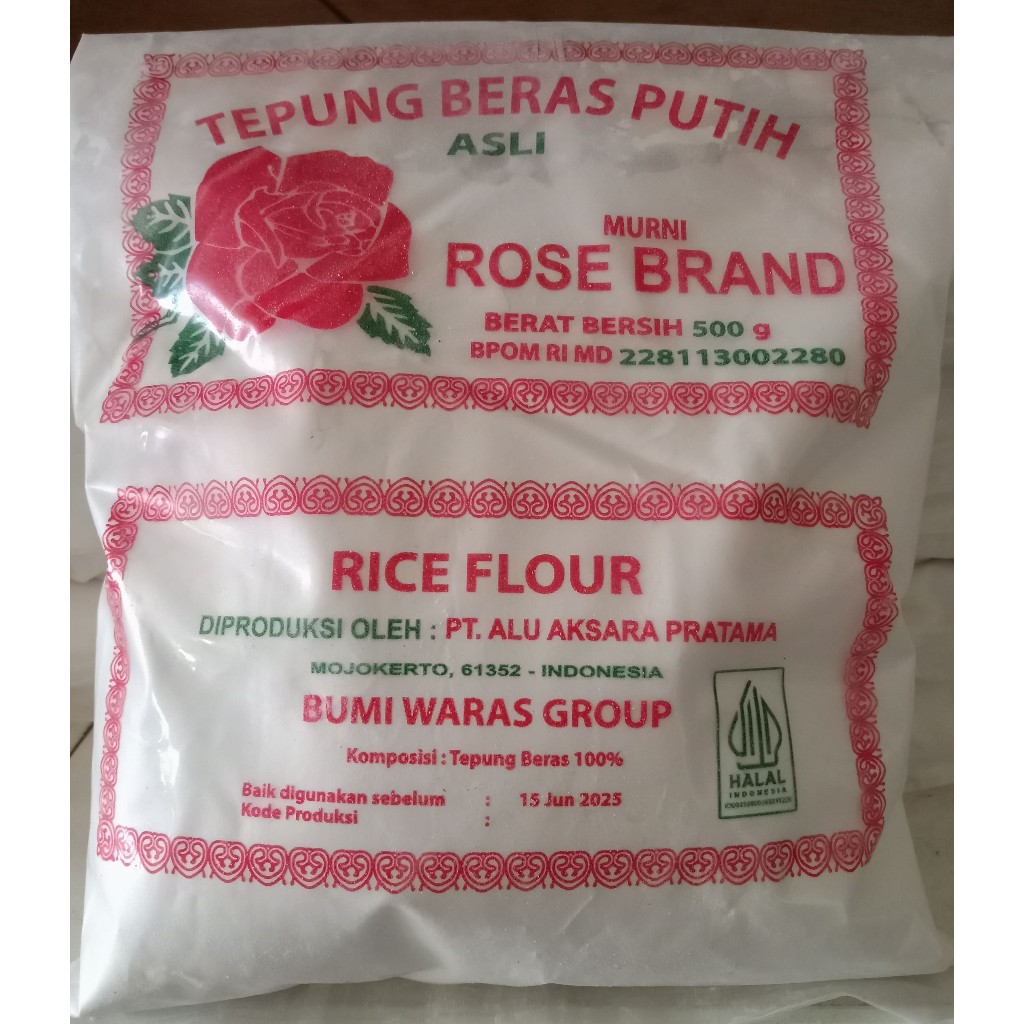 TEPUNG BERAS PUTIH
ASLI
MURNI
ROSE BRAND
BERAT BERSIH 500 g
BPOM RI MD 228113002280
RICE FLOUR
DIPRODUKSI OLEH : PT. ALU AKSARA PRATAMA
MOJOKERTO, 61352 - INDONESIA
BUMI WARAS GROUP
Komposisi : Tepung Beras 100%
Baik digunakan sebelum : 15 Jun 2025
Kode Produksi :
HALAL
INDONESIA